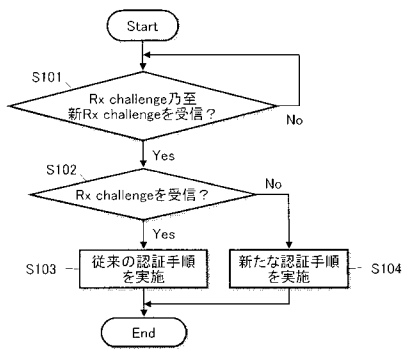 Start
S101
Rx challenge乃至
新Rx challengeを受信？
No
Yes
S102
Rx challengeを受信？
No
Yes
S103
従来の認証手順
を実施
新たな認証手順
を実施
S104
End